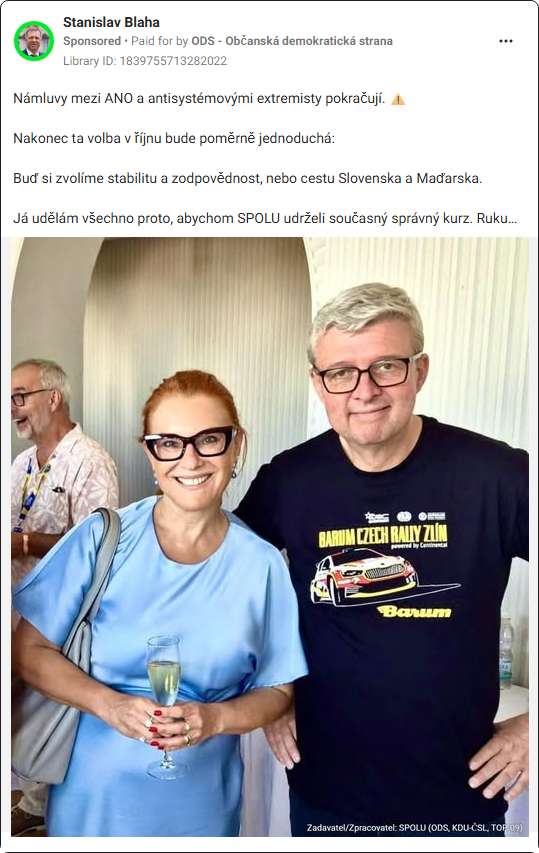 Stanislav Blaha
Sponsored • Paid for by ODS - Občanská demokratická strana
Library ID: 1839755713282022
Námluvy mezi ANO a antisystémovými extremisty pokračují. ⚠️
Nakonec ta volba v říjnu bude poměrně jednoduchá:
Buď si zvolíme stabilitu a zodpovědnost, nebo cestu Slovenska a Maďarska.
Já udělám všechno proto, abychom SPOLU udrželi současný správný kurz. Ruku...
BARUM CZECH RALLY ZLÍN
powered by Continental
Barum
Zadavatel/Zpracovatel: SPOLU (ODS, KDU-ČSL, TOP 09)